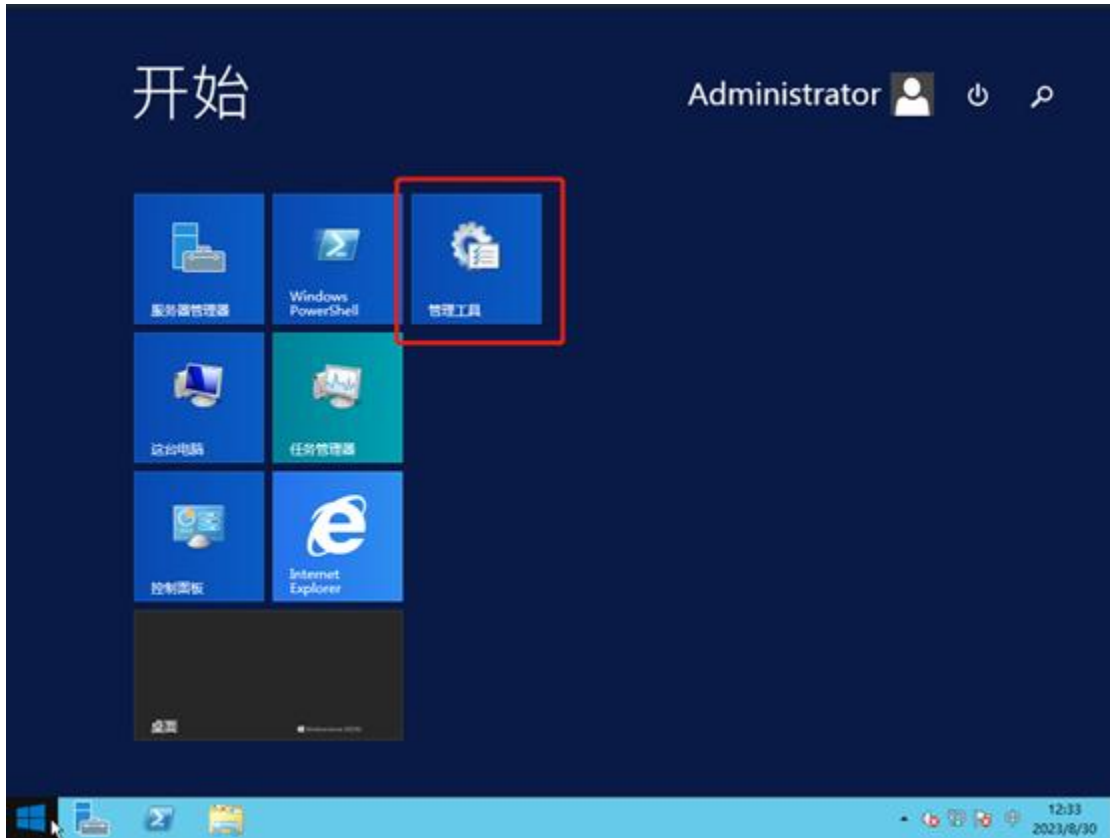 开始
Administrator
服务器管理器
Windows
PowerShell
管理工具
这台电脑
任务管理器
控制面板
Internet
Explorer
桌面
12:33
2023/8/30